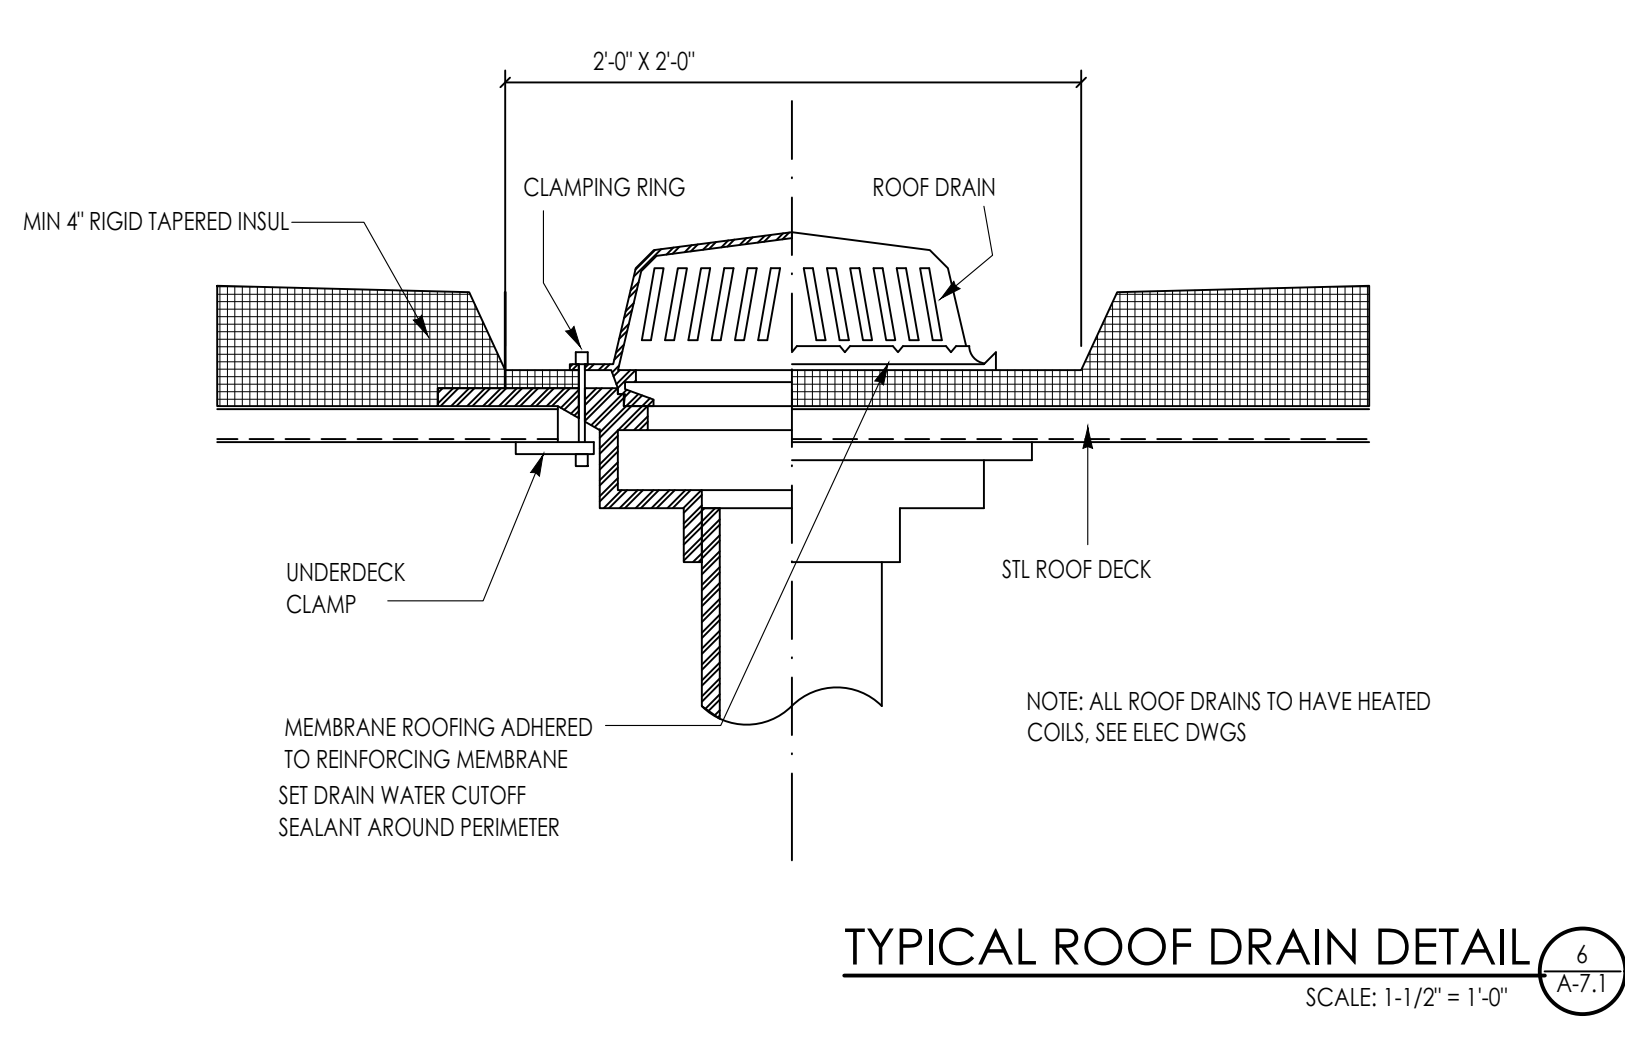 2'-0" X 2'-0"
CLAMPING RING
ROOF DRAIN
MIN 4" RIGID TAPERED INSUL
UNDERDECK
CLAMP
STL ROOF DECK
MEMBRANE ROOFING ADHERED
TO REINFORCING MEMBRANE
SET DRAIN WATER CUTOFF
SEALANT AROUND PERIMETER
NOTE: ALL ROOF DRAINS TO HAVE HEATED
COILS, SEE ELEC DWGS
TYPICAL ROOF DRAIN DETAIL
SCALE: 1-1/2" = 1'-0"
6
A-7.1